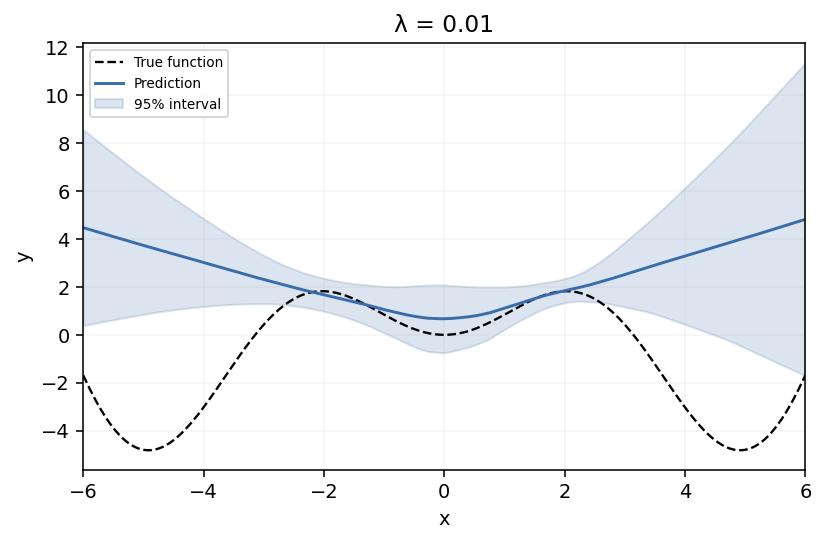 λ = 0.01
True function
Prediction
95% interval
12
10
8
6
4
2
0
−2
−4
y
−6
−4
−2
0
2
4
6
x